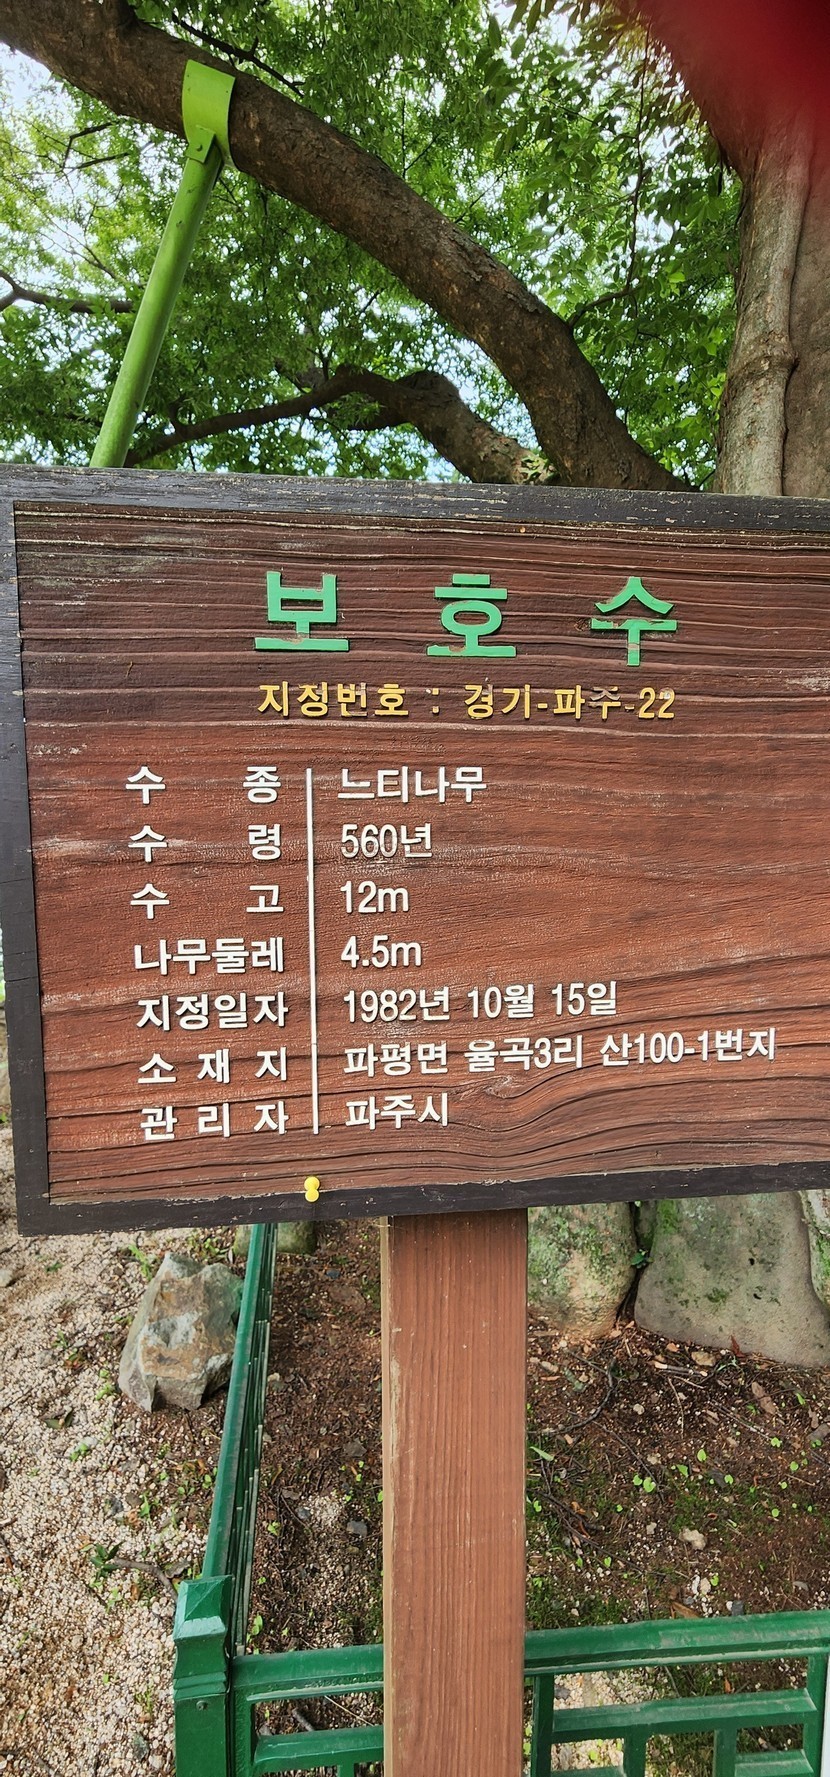 보호수
지정번호 : 경기-파주-22
수종 느티나무
수령 560년
수고 12m
나무둘레 4.5m
지정일자 1982년 10월 15일
소재지 파평면 율곡3리 산100-1번지
관리자 파주시